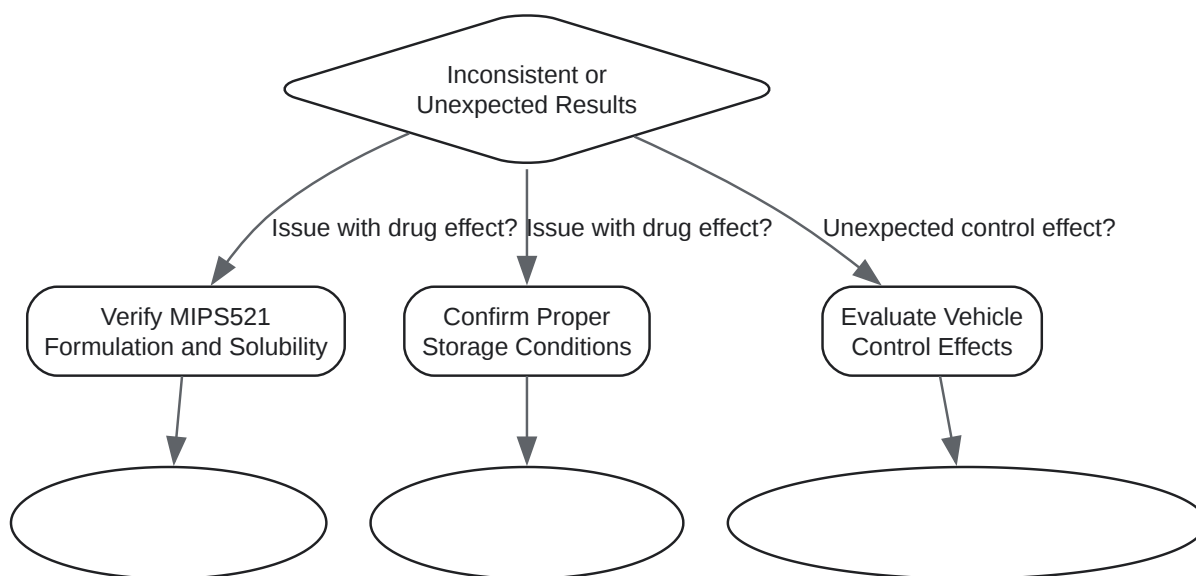 Inconsistent or
Unexpected Results
Issue with drug effect?
Issue with drug effect?
Unexpected control effect?
Verify MIPS521
Formulation and Solubility
Confirm Proper
Storage Conditions
Evaluate Vehicle
Control Effects